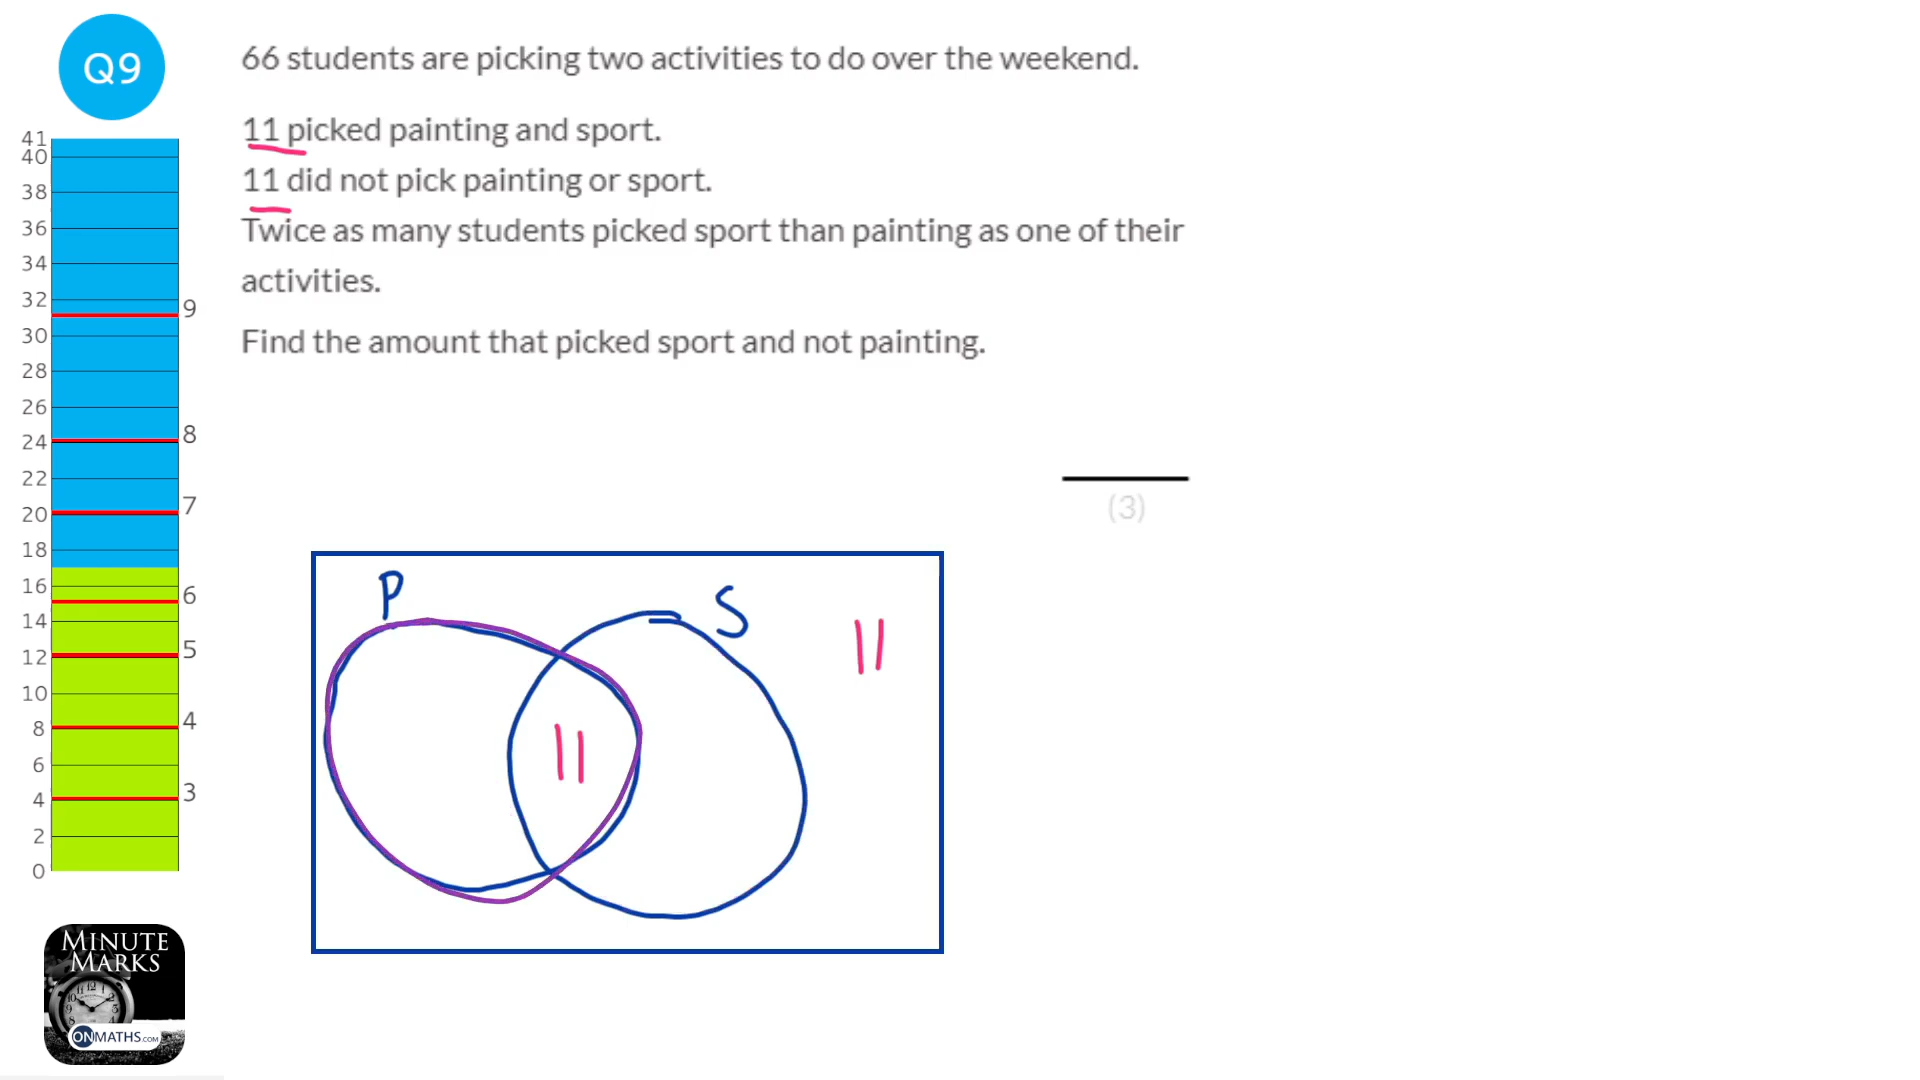 Q9
66 students are picking two activities to do over the weekend.
11 picked painting and sport.
11 did not pick painting or sport.
Twice as many students picked sport than painting as one of their
activities.
Find the amount that picked sport and not painting.
(3)
41
40
38
36
34
32
9
30
28
26
8
24
22
7
20
18
16
6
14
5
12
10
4
8
6
3
4
2
0
P
S
11
11
MINUTE
MARKS
ONMATHS.COM